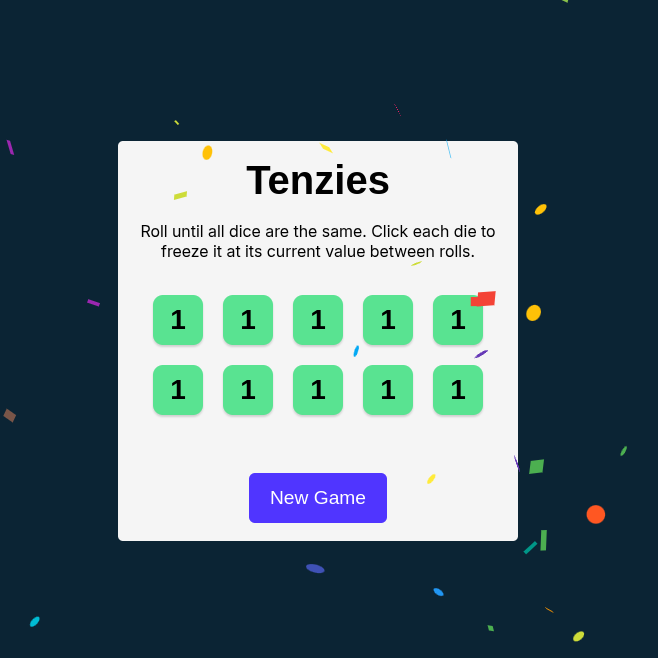 Tenzies
Roll until all dice are the same. Click each die to
freeze it at its current value between rolls.
1 1 1 1 1
1 1 1 1 1
New Game